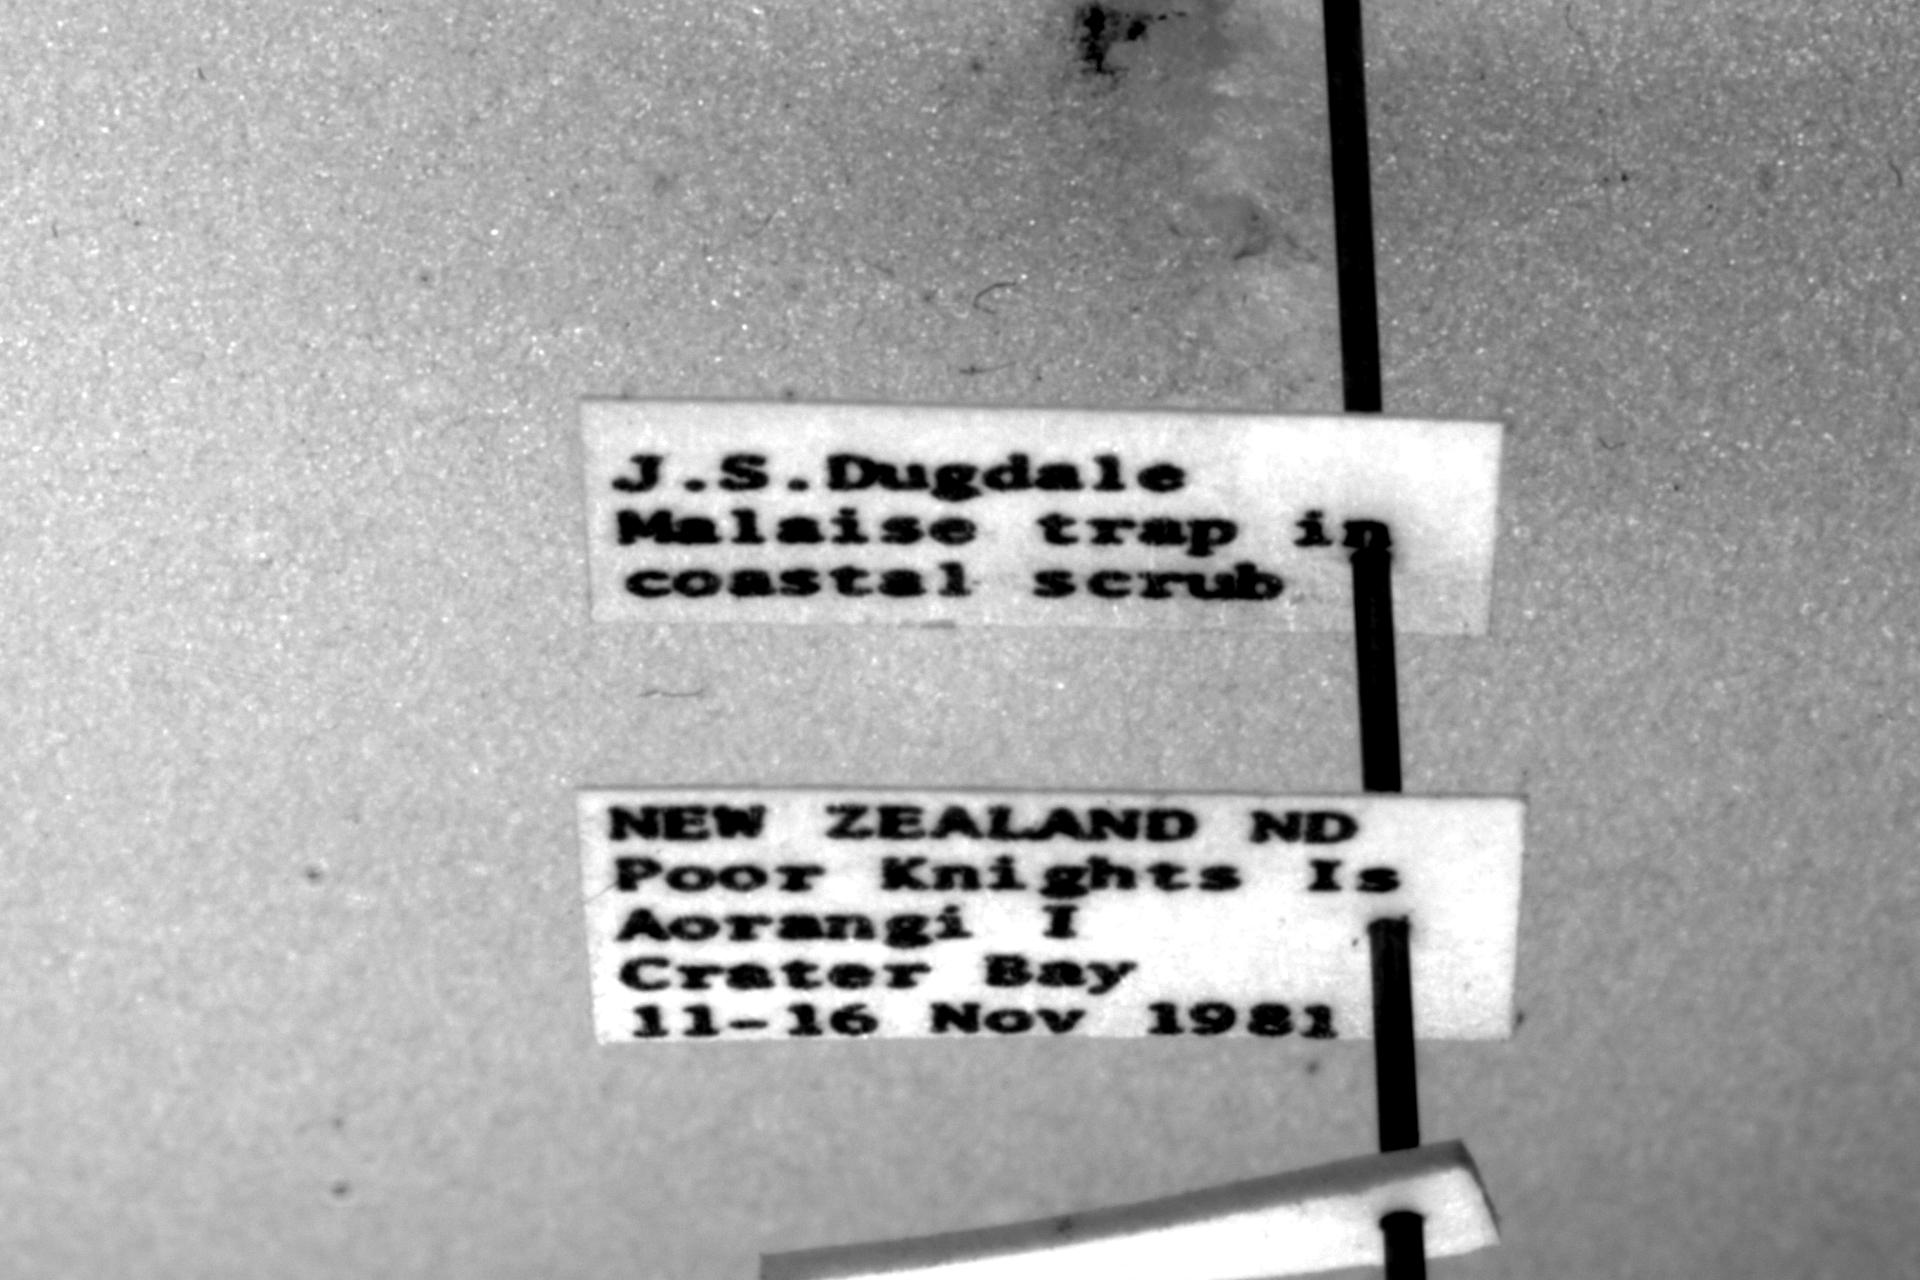 J.S.Dugdale
Malaise trap in
coastal scrub
NEW ZEALAND ND
Poor Knights Is
Aorangi I
Crater Bay
11-16 Nov 1981